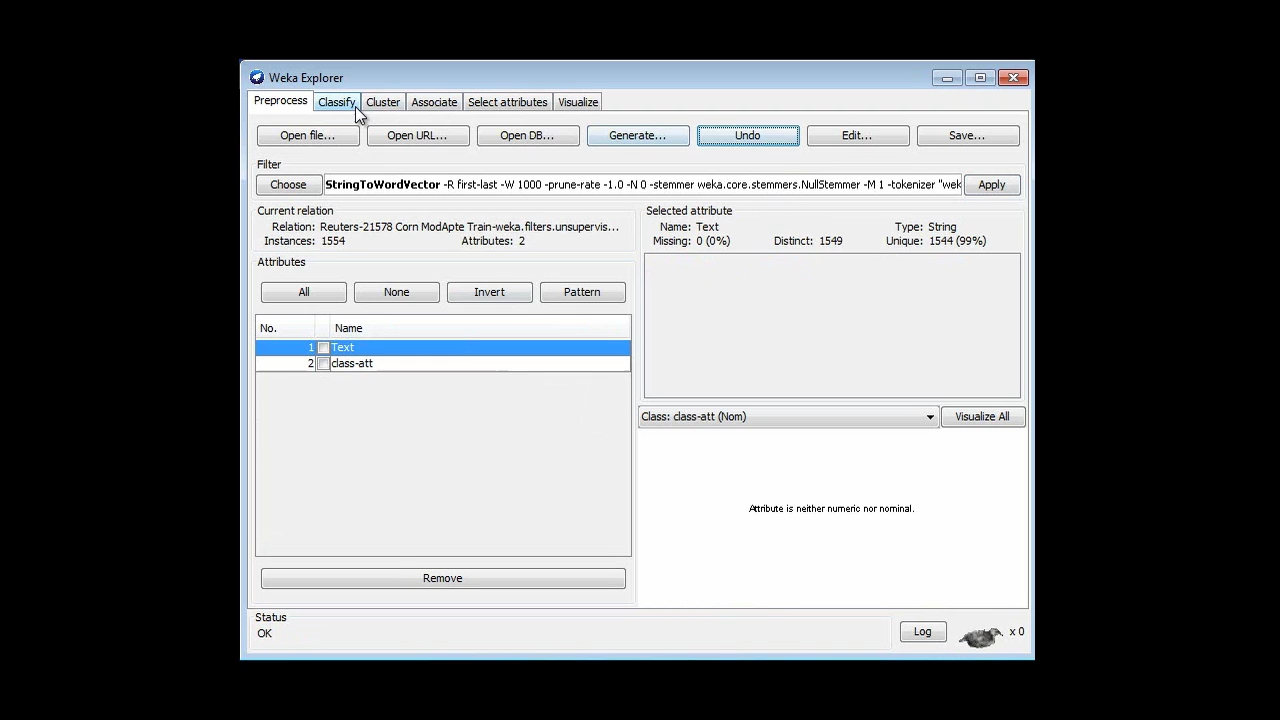 Weka Explorer
Preprocess Classify Cluster Associate Select attributes Visualize
Open file... Open URL... Open DB... Generate... Undo Edit... Save...
Filter
Choose StringToWordVector -R first-last -W 1000 -prune-rate -1.0 -N 0 -stemmer weka.core.stemmers.NullStemmer -M 1 -tokenizer "wek Apply
Current relation
Relation: Reuters-21578 Corn ModApte Train-weka.filters.unsupervis...
Instances: 1554 Attributes: 2
Selected attribute
Name: Text Type: String
Missing: 0 (0%) Distinct: 1549 Unique: 1544 (99%)
Attributes
All None Invert Pattern
No. Name
1 Text
2 class-att
Remove
Class: class-att (Nom) Visualize All
Attribute is neither numeric nor nominal.
Status
OK
Log x 0